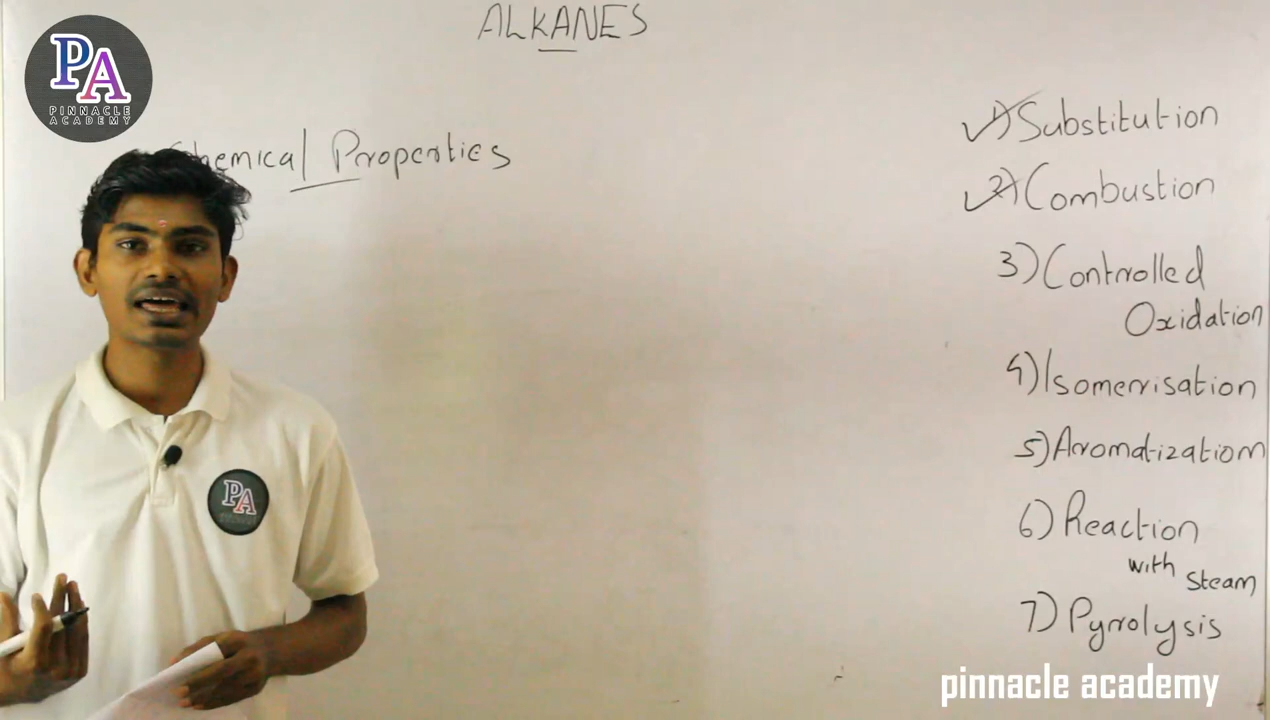 ALKANES
PA
PINNACLE
ACADEMY
Chemical Properties
1) Substitution
2) Combustion
3) Controlled
Oxidation
4) Isomerisation
5) Aromatization
6) Reaction
with Steam
7) Pyrolysis
PA
pinnacle academy